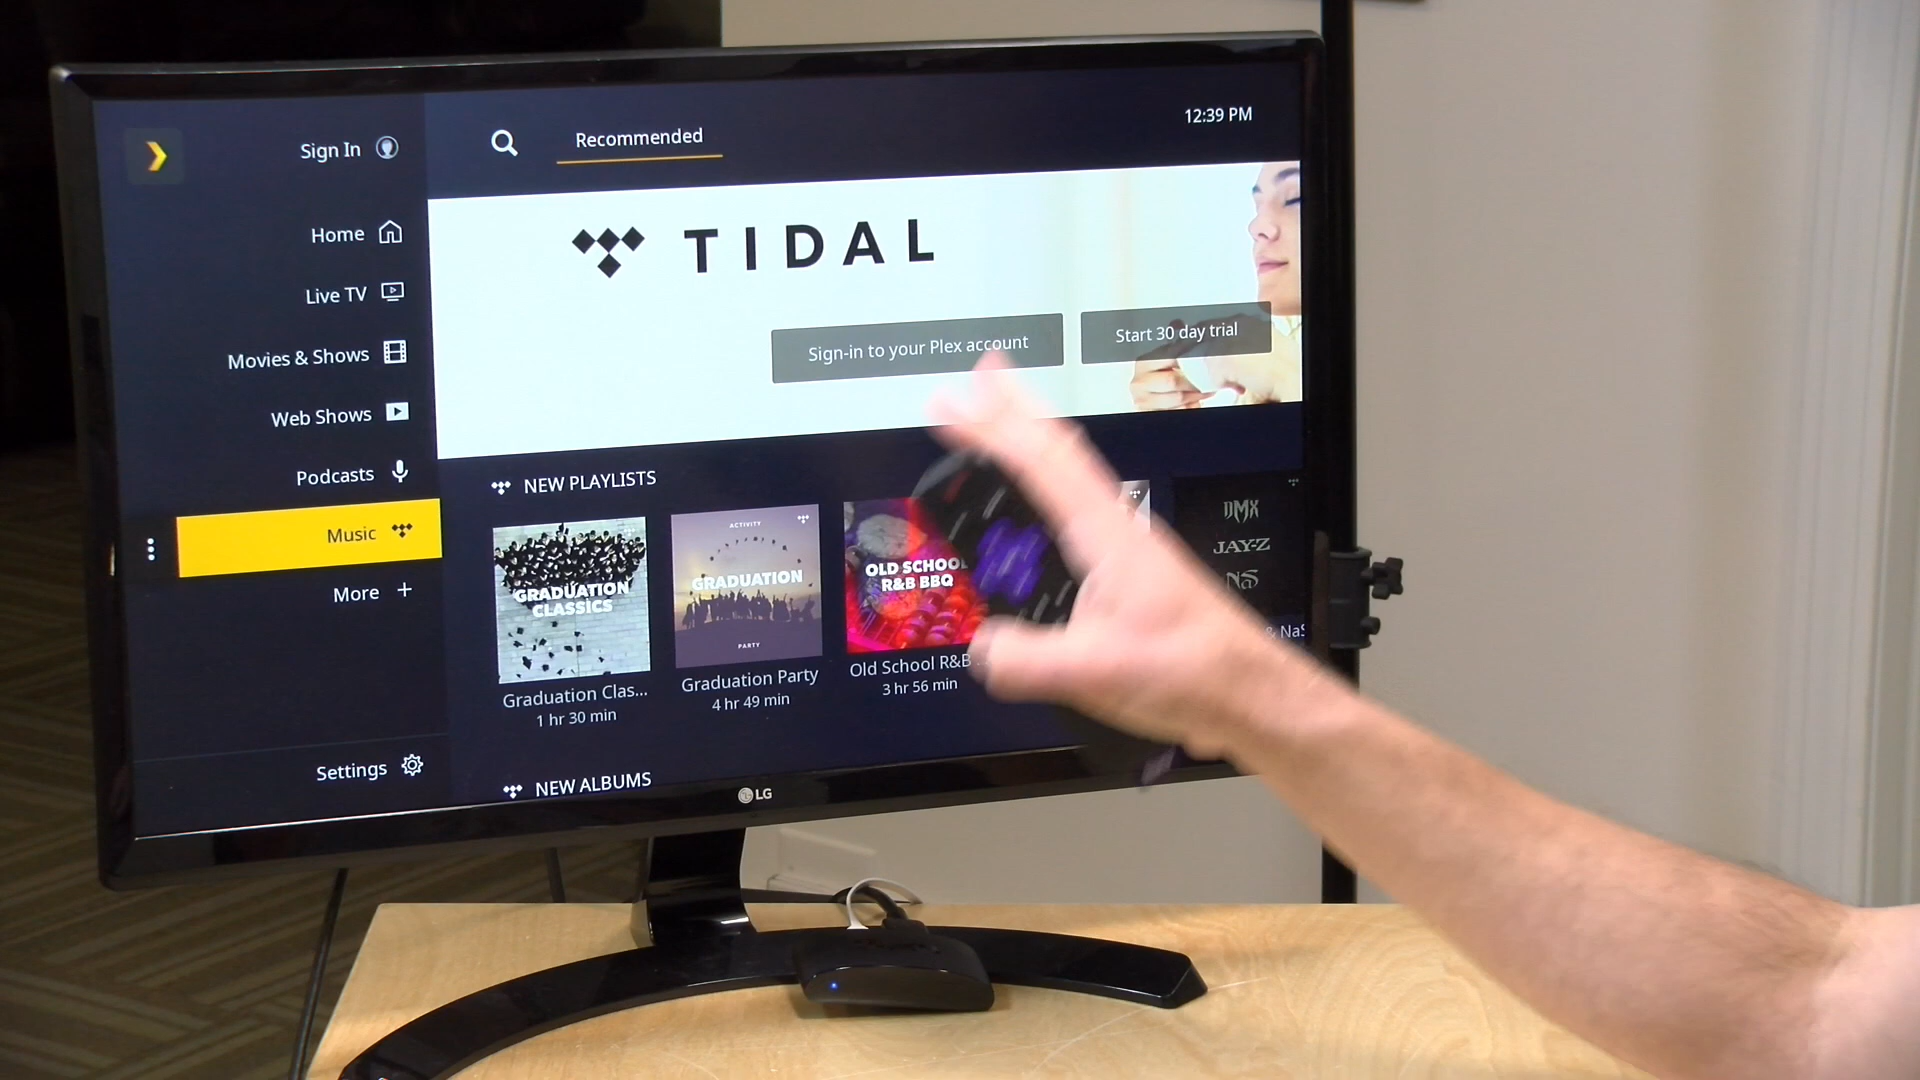 12:39 PM
Sign In
Recommended
Home
Live TV
Movies & Shows
Web Shows
Podcasts
Music
More
Settings
TIDAL
Sign-in to your Plex account
Start 30 day trial
NEW PLAYLISTS
GRADUATION
CLASSICS
Graduation Clas...
1 hr 30 min
ACTIVITY
GRADUATION
PARTY
Graduation Party
4 hr 49 min
OLD SCHOOL
R&B BBQ
Old School R&B
3 hr 56 min
DMX
JAY-Z
NAS
& Nas
NEW ALBUMS
LG